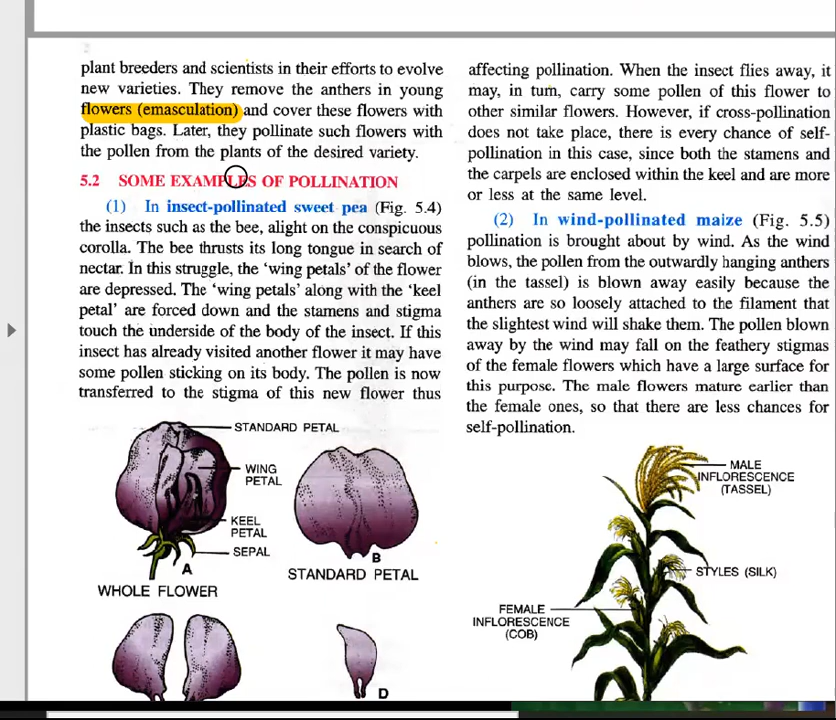 plant breeders and scientists in their efforts to evolve
new varieties. They remove the anthers in young
flowers (emasculation) and cover these flowers with
plastic bags. Later, they pollinate such flowers with
the pollen from the plants of the desired variety.
5.2 SOME EXAMPLES OF POLLINATION
(1) In insect-pollinated sweet pea (Fig. 5.4)
the insects such as the bee, alight on the conspicuous
corolla. The bee thrusts its long tongue in search of
nectar. In this struggle, the ‘wing petals’ of the flower
are depressed. The ‘wing petals’ along with the ‘keel
petal’ are forced down and the stamens and stigma
touch the underside of the body of the insect. If this
insect has already visited another flower it may have
some pollen sticking on its body. The pollen is now
transferred to the stigma of this new flower thus
STANDARD PETAL
WING
PETAL
KEEL
PETAL
SEPAL
A
WHOLE FLOWER
B
STANDARD PETAL
D
affecting pollination. When the insect flies away, it
may, in turn, carry some pollen of this flower to
other similar flowers. However, if cross-pollination
does not take place, there is every chance of self-
pollination in this case, since both the stamens and
the carpels are enclosed within the keel and are more
or less at the same level.
(2) In wind-pollinated maize (Fig. 5.5)
pollination is brought about by wind. As the wind
blows, the pollen from the outwardly hanging anthers
(in the tassel) is blown away easily because the
anthers are so loosely attached to the filament that
the slightest wind will shake them. The pollen blown
away by the wind may fall on the feathery stigmas
of the female flowers which have a large surface for
this purpose. The male flowers mature earlier than
the female ones, so that there are less chances for
self-pollination.
MALE
INFLORESCENCE
(TASSEL)
STYLES (SILK)
FEMALE
INFLORESCENCE
(COB)